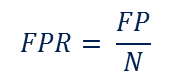 FPR = FP / N